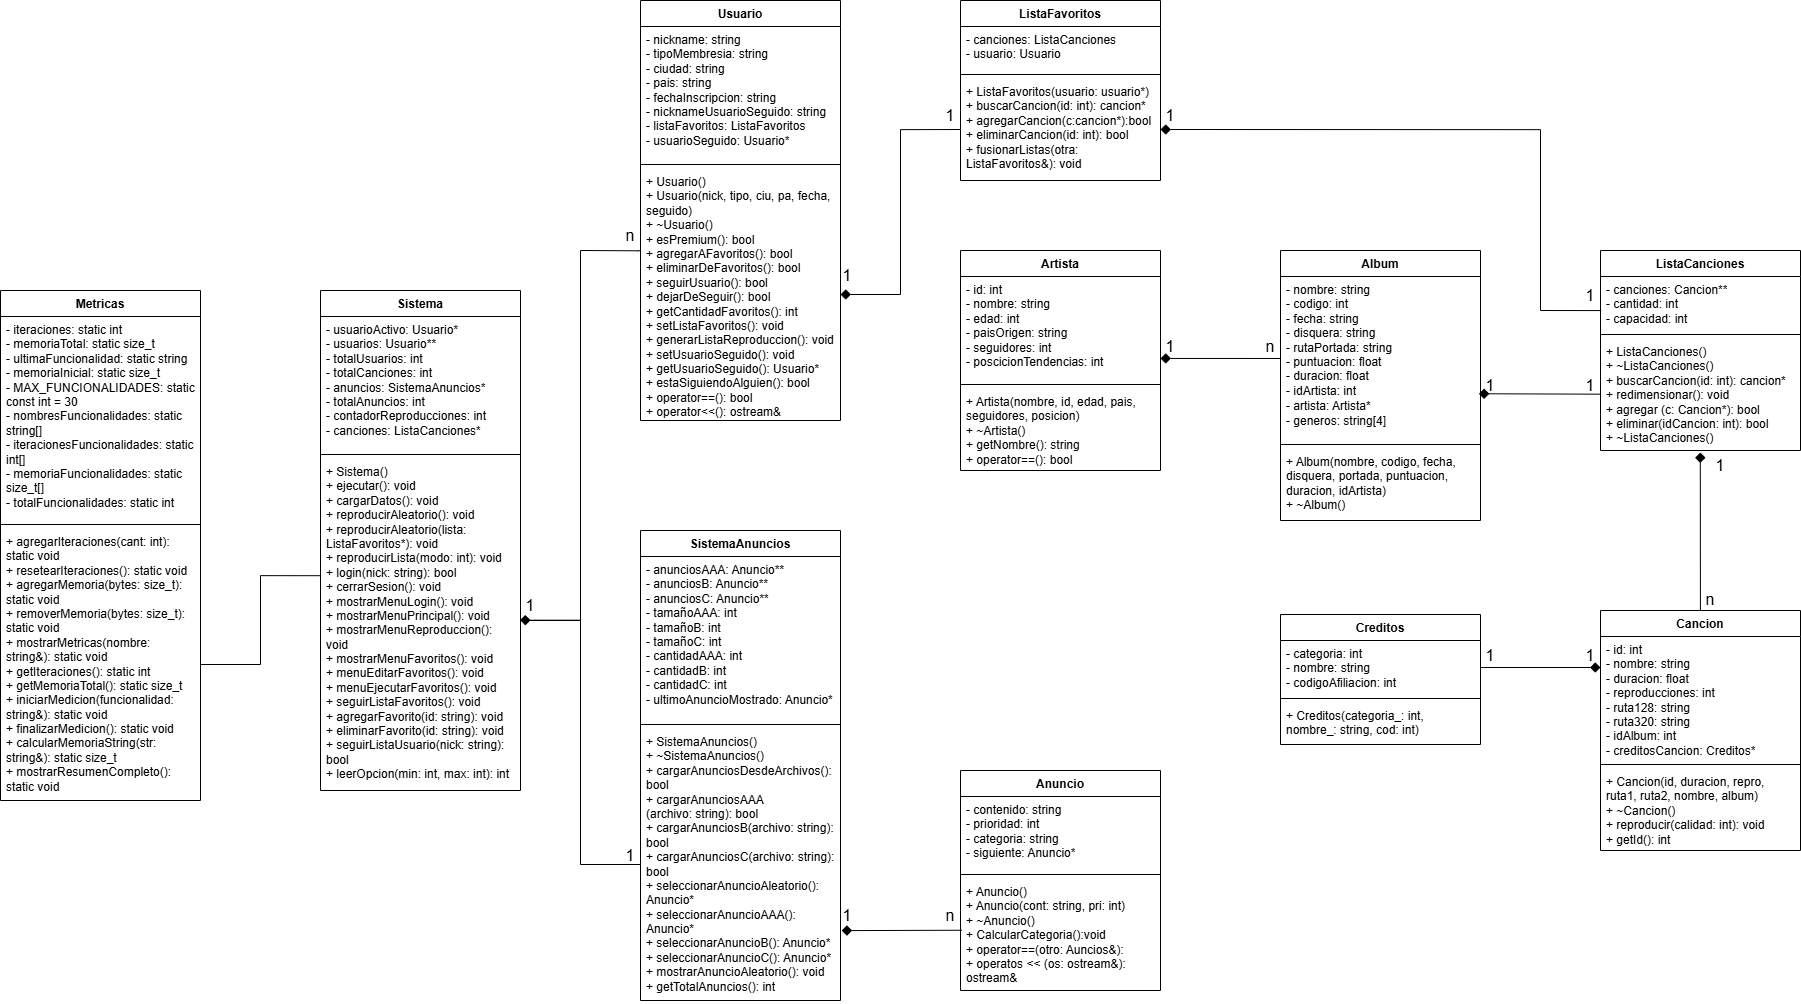 Metricas
- iteraciones: static int
- memoriaTotal: static size_t
- ultimaFuncionalidad: static string
- memoriaInicial: static size_t
- MAX_FUNCIONALIDADES: static
const int = 30
- nombresFuncionalidades: static
string[]
- iteracionesFuncionalidades: static
int[]
- memoriaFuncionalidades: static
size_t[]
- totalFuncionalidades: static int
+ agregarIteraciones(cant: int):
static void
+ resetearIteraciones(): static void
+ agregarMemoria(bytes: size_t):
static void
+ removerMemoria(bytes: size_t):
static void
+ mostrarMetricas(nombre:
string&): static void
+ getIteraciones(): static int
+ getMemoriaTotal(): static size_t
+ iniciarMedicion(funcionalidad:
string&): static void
+ finalizarMedicion(): static void
+ calcularMemoriaString(str:
string&): static size_t
+ mostrarResumenCompleto():
static void
Sistema
- usuarioActivo: Usuario*
- usuarios: Usuario**
- totalUsuarios: int
- totalCanciones: int
- anuncios: SistemaAnuncios*
- totalAnuncios: int
- contadorReproducciones: int
- canciones: ListaCanciones*
+ Sistema()
+ ejecutar(): void
+ cargarDatos(): void
+ reproducirAleatorio(): void
+ reproducirAleatorio(lista:
ListaFavoritos*): void
+ reproducirLista(modo: int): void
+ login(nick: string): bool
+ cerrarSesion(): void
+ mostrarMenuLogin(): void
+ mostrarMenuPrincipal(): void
+ mostrarMenuReproduccion():
void
+ mostrarMenuFavoritos(): void
+ menuEditarFavoritos(): void
+ menuEjecutarFavoritos(): void
+ seguirListaFavoritos(): void
+ agregarFavorito(id: string): void
+ eliminarFavorito(id: string): void
+ seguirListaUsuario(nick: string):
bool
+ leerOpcion(min: int, max: int): int
1
n
1
Usuario
- nickname: string
- tipoMembresia: string
- ciudad: string
- pais: string
- fechaInscripcion: string
- nicknameUsuarioSeguido: string
- listaFavoritos: ListaFavoritos
- usuarioSeguido: Usuario*
+ Usuario()
+ Usuario(nick, tipo, ciu, pa, fecha,
seguido)
+ ~Usuario()
+ esPremium(): bool
+ agregarAFavoritos(): bool
+ eliminarDeFavoritos(): bool
+ seguirUsuario(): bool
+ dejarDeSeguir(): bool
+ getCantidadFavoritos(): int
+ setListaFavoritos(): void
+ generarListaReproduccion(): void
+ setUsuarioSeguido(): void
+ getUsuarioSeguido(): Usuario*
+ estaSiguiendoAlguien(): bool
+ operator==(): bool
+ operator<<(): ostream&
1
1
SistemaAnuncios
- anunciosAAA: Anuncio**
- anunciosB: Anuncio**
- anunciosC: Anuncio**
- tamañoAAA: int
- tamañoB: int
- tamañoC: int
- cantidadAAA: int
- cantidadB: int
- cantidadC: int
- ultimoAnuncioMostrado: Anuncio*
+ SistemaAnuncios()
+ ~SistemaAnuncios()
+ cargarAnunciosDesdeArchivos():
bool
+ cargarAnunciosAAA
(archivo: string): bool
+ cargarAnunciosB(archivo: string):
bool
+ cargarAnunciosC(archivo: string):
bool
+ seleccionarAnuncioAleatorio():
Anuncio*
+ seleccionarAnuncioAAA():
Anuncio*
+ seleccionarAnuncioB(): Anuncio*
+ seleccionarAnuncioC(): Anuncio*
+ mostrarAnuncioAleatorio(): void
+ getTotalAnuncios(): int
1
n
ListaFavoritos
- canciones: ListaCanciones
- usuario: Usuario
+ ListaFavoritos(usuario: usuario*)
+ buscarCancion(id: int): cancion*
+ agregarCancion(c:cancion*):bool
+ eliminarCancion(id: int): bool
+ fusionarListas(otra:
ListaFavoritos&): void
1
1
Artista
- id: int
- nombre: string
- edad: int
- paisOrigen: string
- seguidores: int
- poscicionTendencias: int
+ Artista(nombre, id, edad, pais,
seguidores, posicion)
+ ~Artista()
+ getNombre(): string
+ operator==(): bool
1
n
Anuncio
- contenido: string
- prioridad: int
- categoria: string
- siguiente: Anuncio*
+ Anuncio()
+ Anuncio(cont: string, pri: int)
+ ~Anuncio()
+ CalcularCategoria():void
+ operator==(otro: Auncios&):
+ operatos << (os: ostream&):
ostream&
Album
- nombre: string
- codigo: int
- fecha: string
- disquera: string
- rutaPortada: string
- puntuacion: float
- duracion: float
- idArtista: int
- artista: Artista*
- generos: string[4]
+ Album(nombre, codigo, fecha,
disquera, portada, puntuacion,
duracion, idArtista)
+ ~Album()
1
1
Creditos
- categoria: int
- nombre: string
- codigoAfiliacion: int
+ Creditos(categoria_: int,
nombre_: string, cod: int)
1
1
ListaCanciones
- canciones: Cancion**
- cantidad: int
- capacidad: int
+ ListaCanciones()
+ ~ListaCanciones()
+ buscarCancion(id: int): cancion*
+ redimensionar(): void
+ agregar (c: Cancion*): bool
+ eliminar(idCancion: int): bool
+ ~ListaCanciones()
1
n
Cancion
- id: int
- nombre: string
- duracion: float
- reproducciones: int
- ruta128: string
- ruta320: string
- idAlbum: int
- creditosCancion: Creditos*
+ Cancion(id, duracion, repro,
ruta1, ruta2, nombre, album)
+ ~Cancion()
+ reproducir(calidad: int): void
+ getId(): int